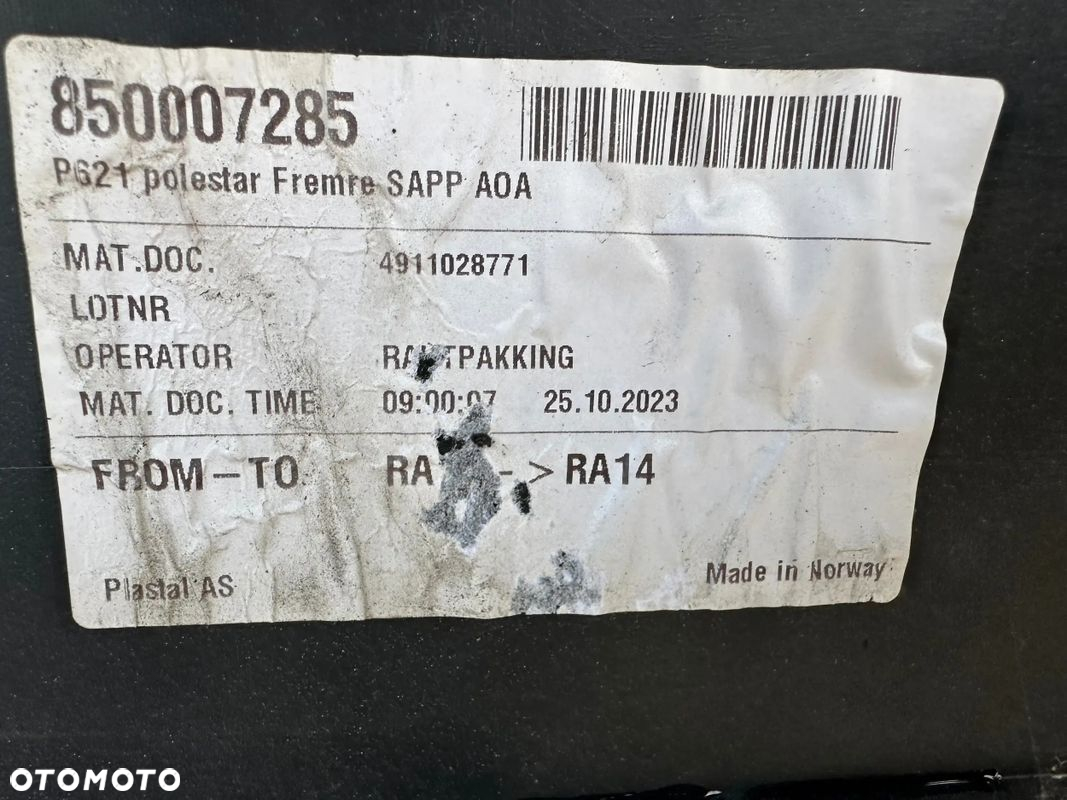 850007285
P621 polestar Fremre SAPP AOA
MAT.DOC. 4911028771
LOTNR
OPERATOR
MAT. DOC. TIME 09:00:07 25.10.2023
FROM-TO -> RA14
Plastal AS
Made in Norway
OTOMOTO